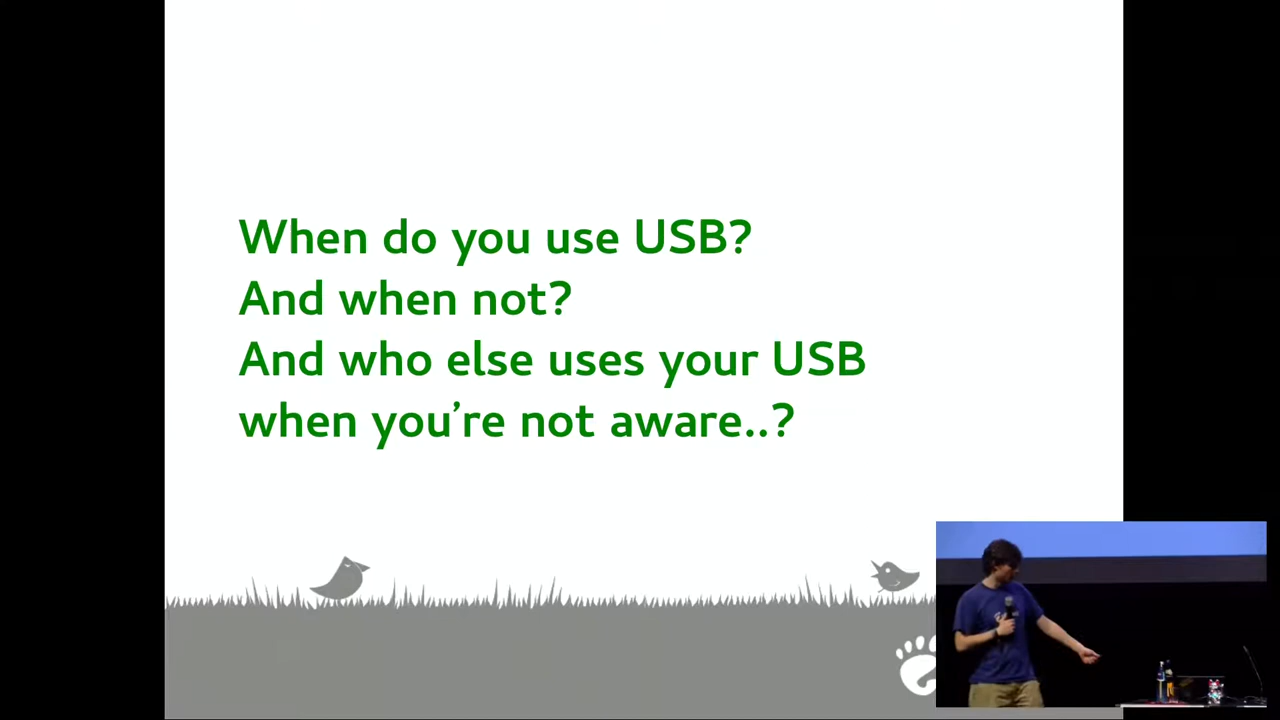 When do you use USB?
And when not?
And who else uses your USB
when you’re not aware..?